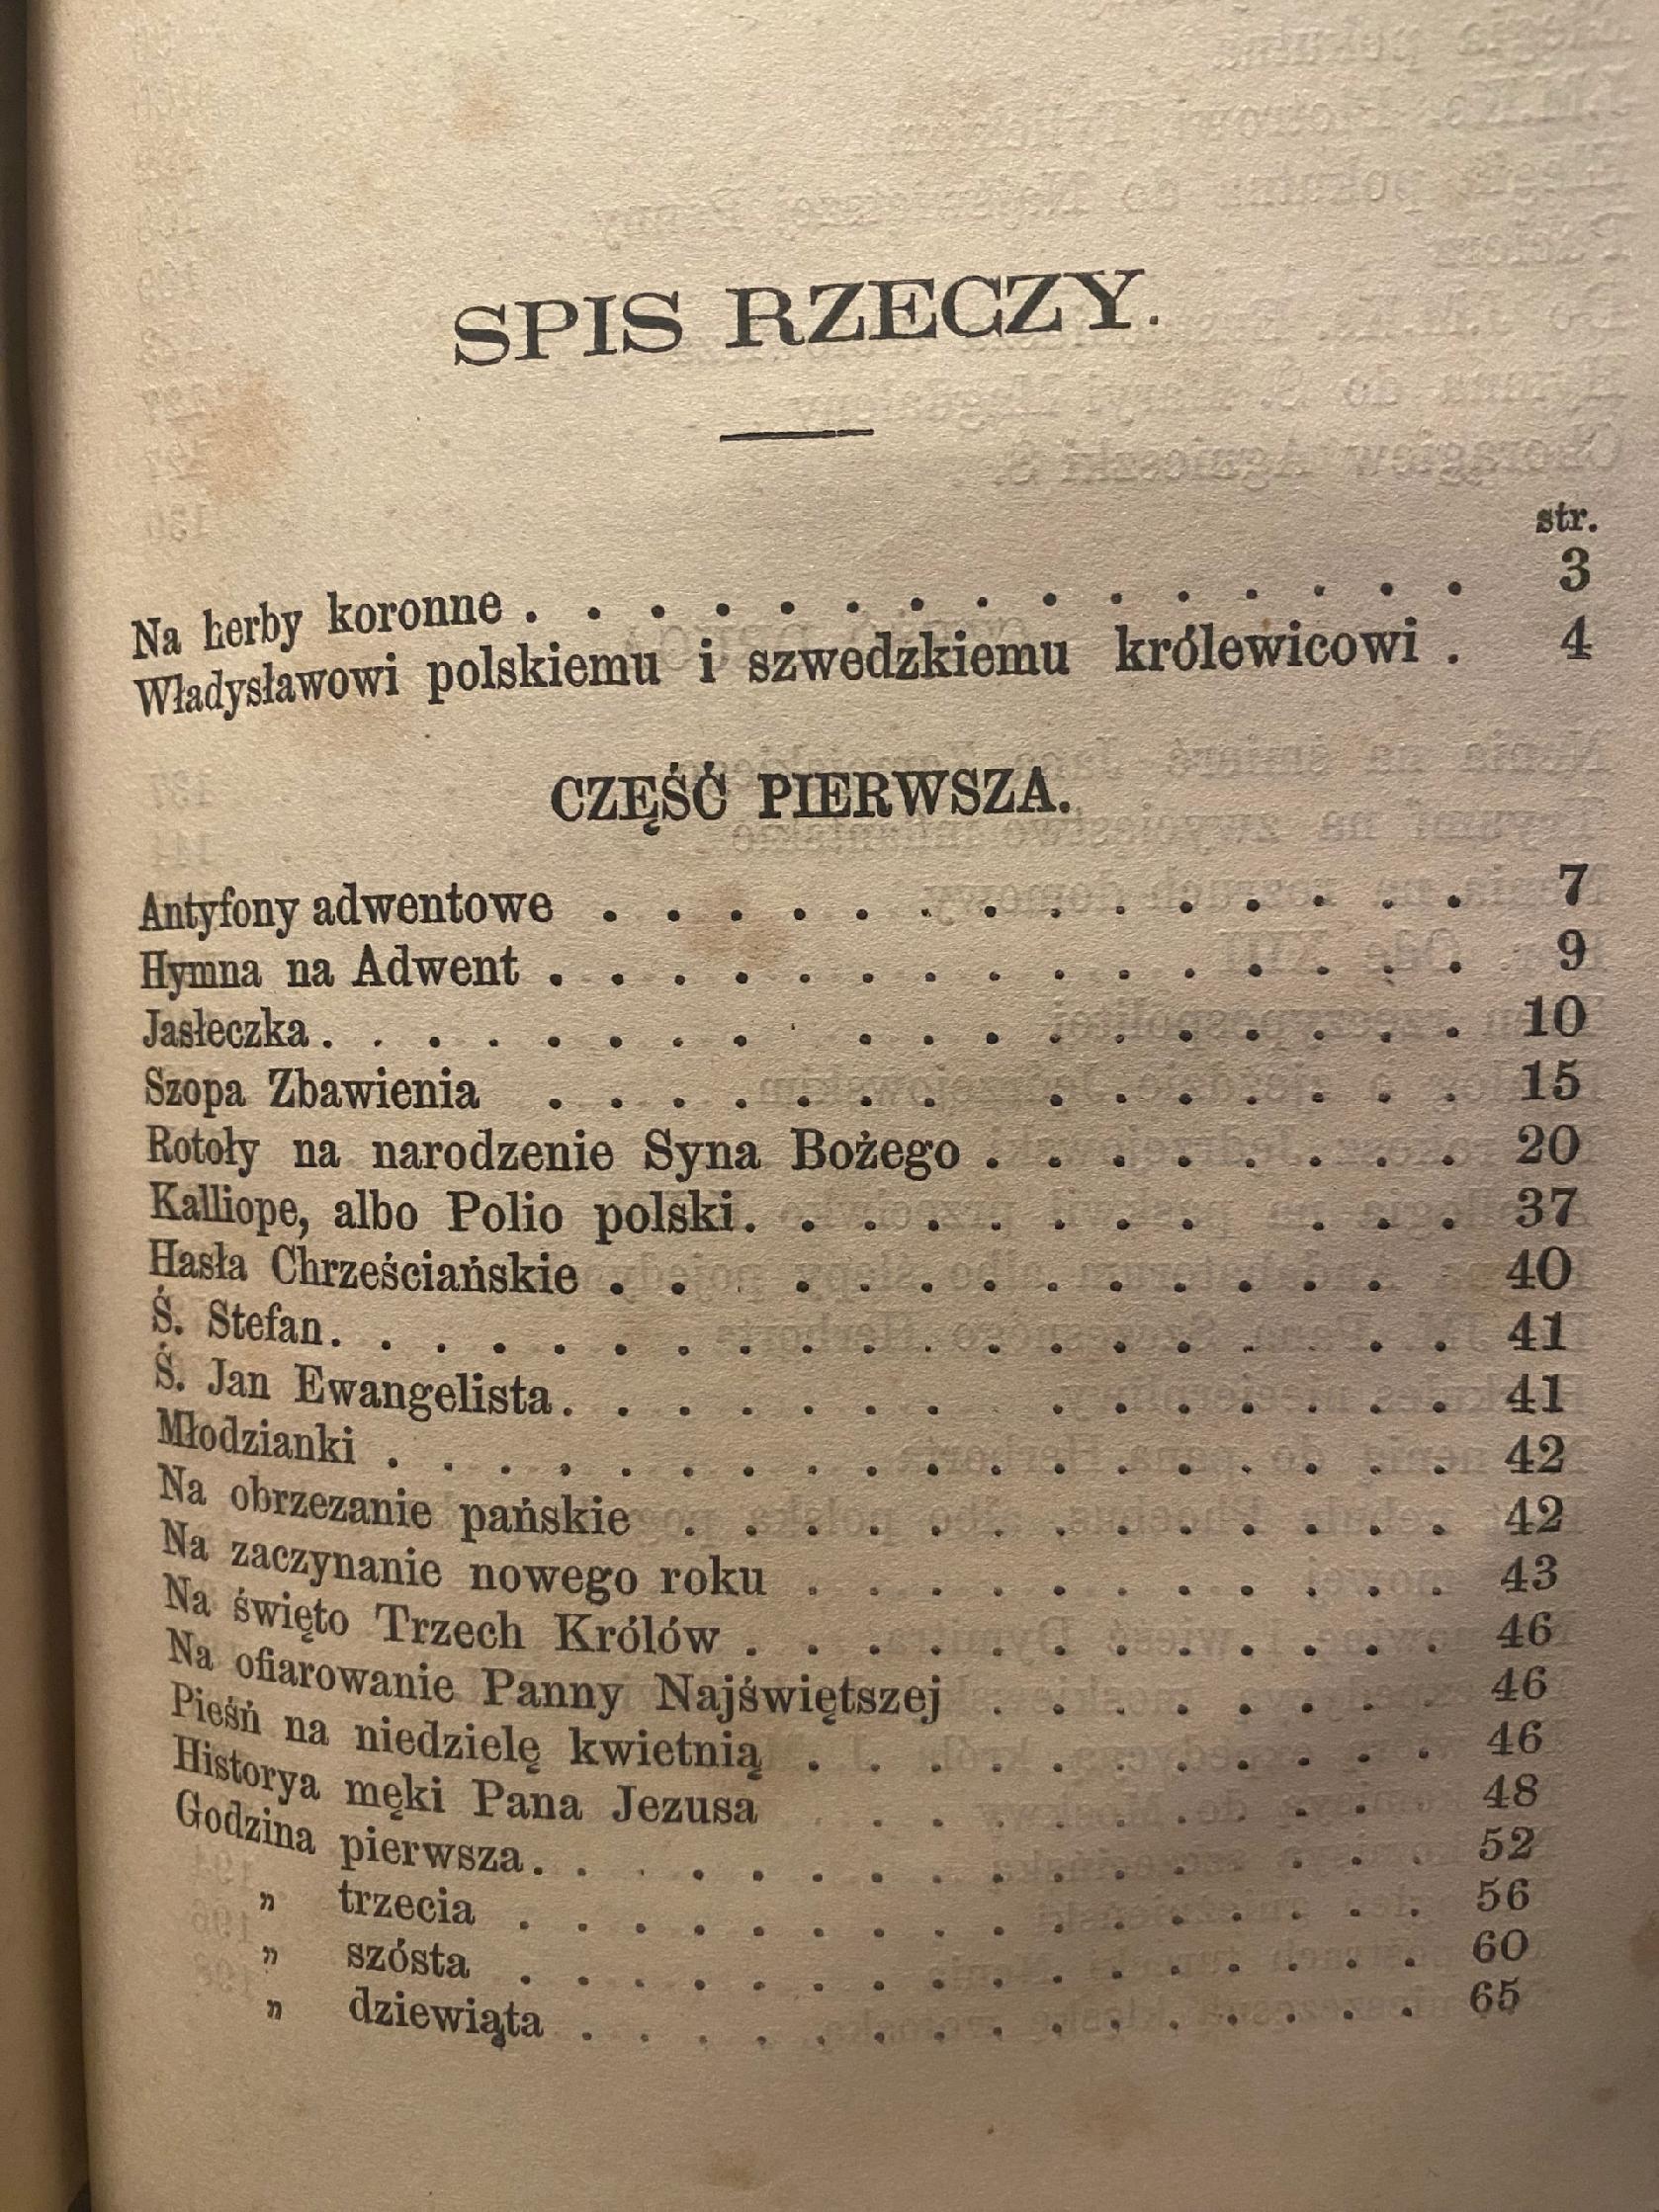 SPIS RZECZY.
str.
Na herby koronne . . . . . . . . . . . . . . . 3
Władysławowi polskiemu i szwedzkiemu królewicowi . 4
CZĘŚĆ PIERWSZA.
Antyfony adwentowe . . . . . . . . . . . . . . 7
Hymna na Adwent . . . . . . . . . . . . . . . 9
Jasłeczka . . . . . . . . . . . . . . . . . . 10
Szopa Zbawienia . . . . . . . . . . . . . . 15
Rotoły na narodzenie Syna Bożego . . . . . . . . 20
Kalliope, albo Polio polski . . . . . . . . . . . 37
Hasła Chrześciańskie . . . . . . . . . . . . . 40
Ś. Stefan . . . . . . . . . . . . . . . . . . 41
Ś. Jan Ewangelista . . . . . . . . . . . . . . 41
Młodzianki . . . . . . . . . . . . . . . . . . 42
Na obrzezanie pańskie . . . . . . . . . . . . . 42
Na zaczynanie nowego roku . . . . . . . . . . . 43
Na święto Trzech Królów . . . . . . . . . . . . 46
Na ofiarowanie Panny Najświętszej . . . . . . . . 46
Pieśń na niedzielę kwietnią . . . . . . . . . . . 46
Historya męki Pana Jezusa . . . . . . . . . 48
Godzina pierwsza . . . . . . . . . . . . . . . 52
„ trzecia . . . . . . . . . . . . . . . . 56
„ szósta . . . . . . . . . . . . . . . . 60
„ dziewiąta . . . . . . . . . . . . . . . 65